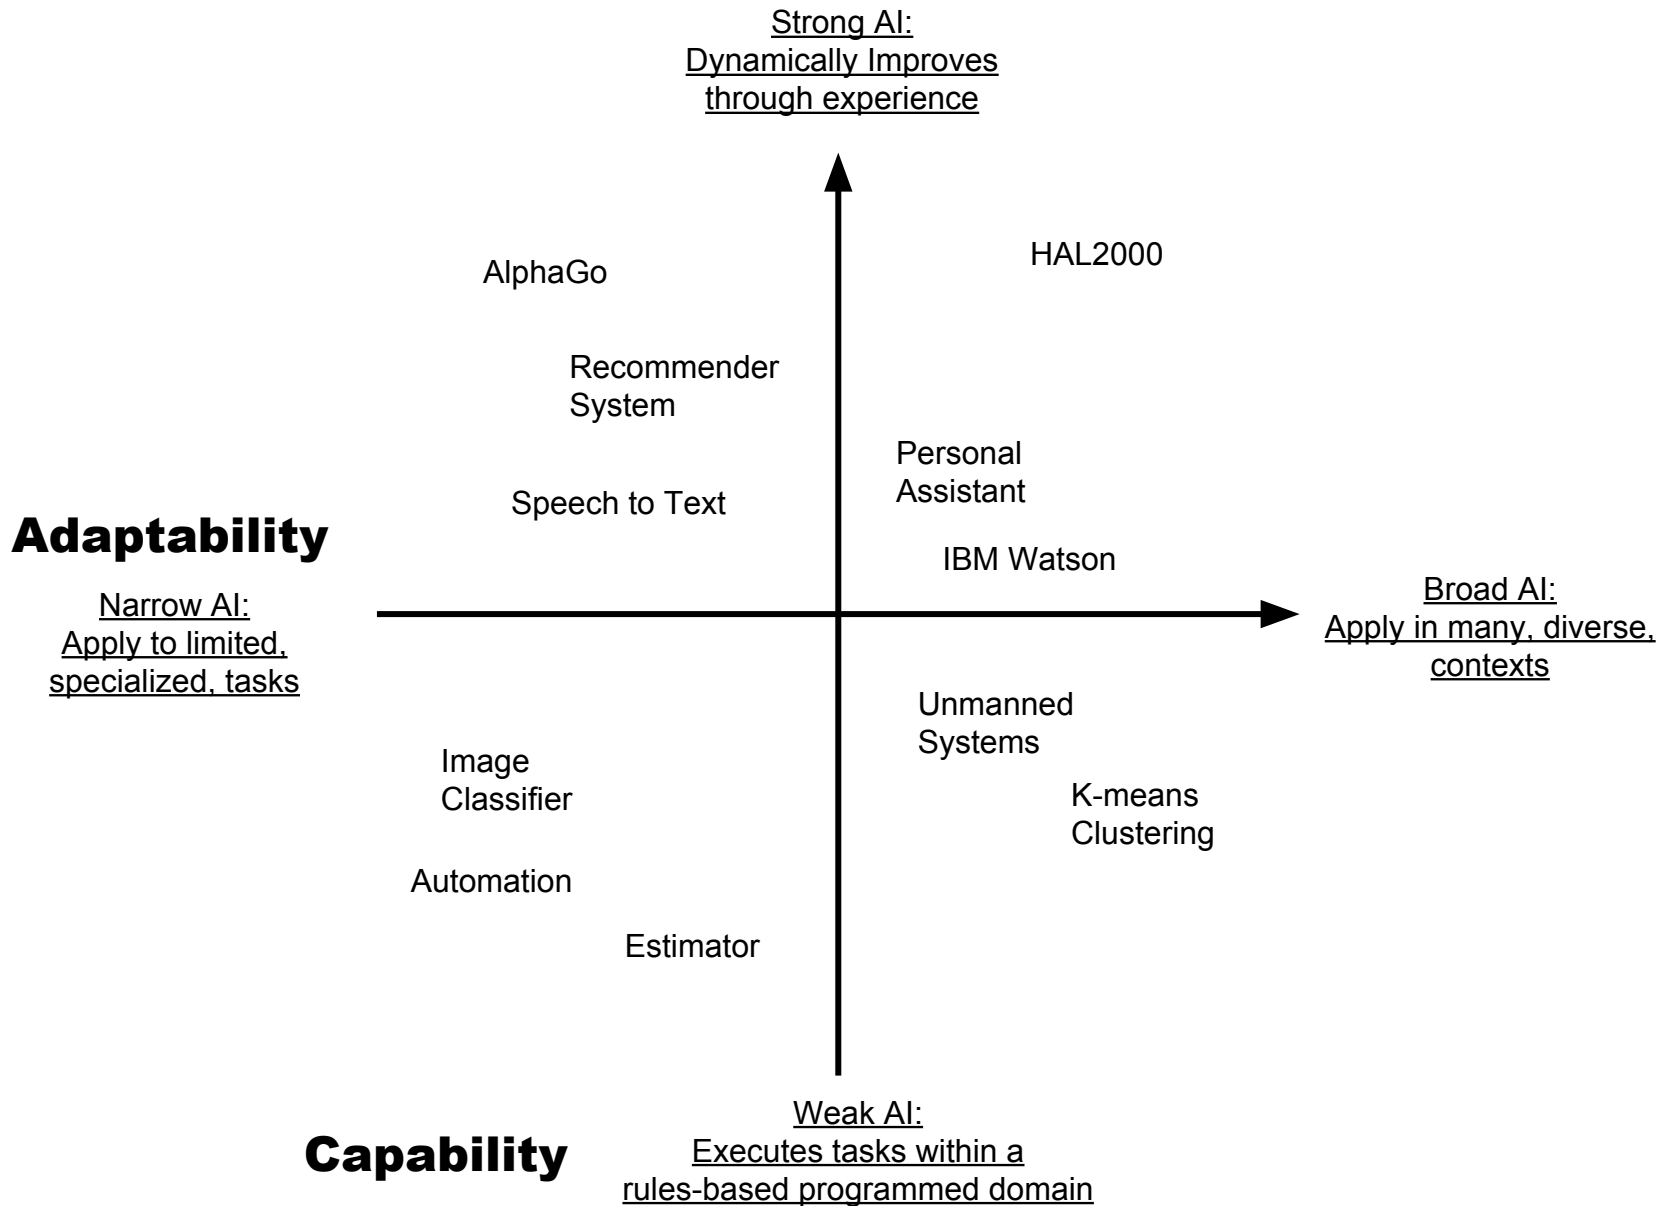 Strong AI:
Dynamically Improves
through experience
HAL2000
AlphaGo
Recommender
System
Personal
Assistant
Speech to Text
Adaptability
IBM Watson
Narrow AI:
Apply to limited,
specialized, tasks
Broad AI:
Apply in many, diverse,
contexts
Unmanned
Systems
Image
Classifier
K-means
Clustering
Automation
Estimator
Capability
Weak AI:
Executes tasks within a
rules-based programmed domain